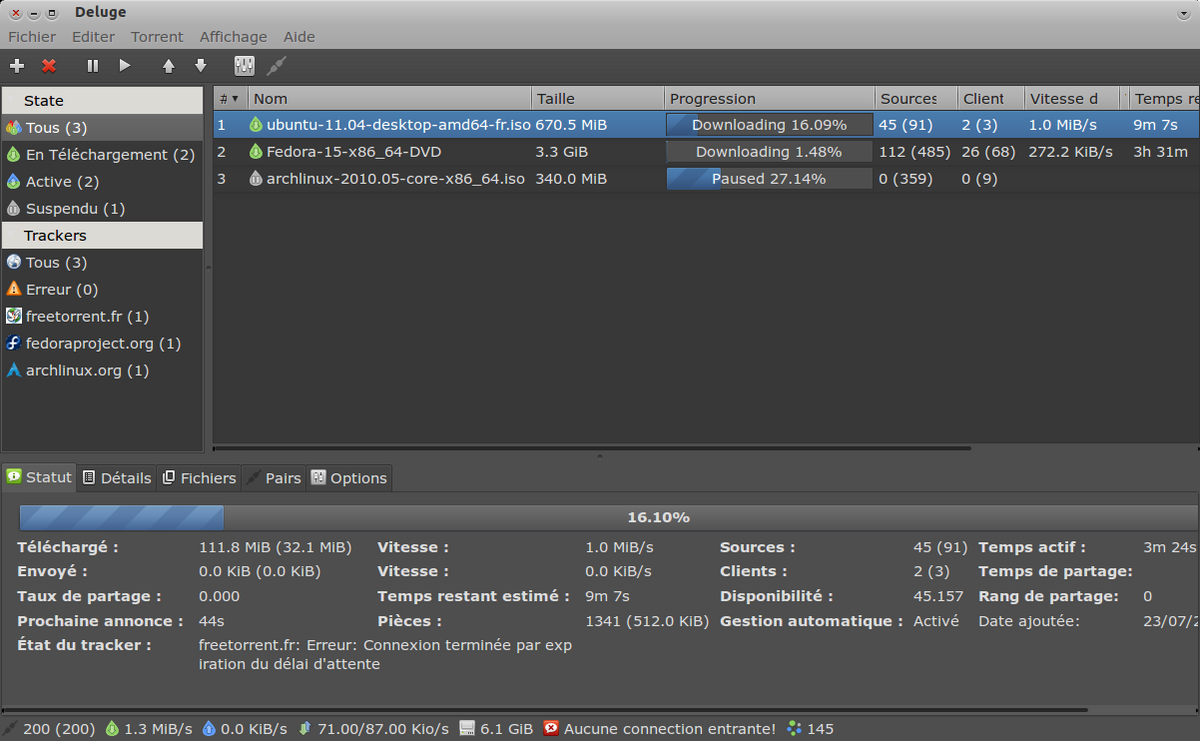 Deluge
Fichier Editer Torrent Affichage Aide
State
Tous (3)
En Téléchargement (2)
Active (2)
Suspendu (1)
Trackers
Tous (3)
Erreur (0)
freetorrent.fr (1)
fedoraproject.org (1)
archlinux.org (1)
# Nom Taille Progression Sources Client Vitesse d Temps re
1 ubuntu-11.04-desktop-amd64-fr.iso 670.5 MiB Downloading 16.09% 45 (91) 2 (3) 1.0 MiB/s 9m 7s
2 Fedora-15-x86_64-DVD 3.3 GiB Downloading 1.48% 112 (485) 26 (68) 272.2 KiB/s 3h 31m
3 archlinux-2010.05-core-x86_64.iso 340.0 MiB Paused 27.14% 0 (359) 0 (9)
Statut Détails Fichiers Pairs Options
16.10%
Téléchargé : 111.8 MiB (32.1 MiB) Vitesse : 1.0 MiB/s Sources : 45 (91) Temps actif : 3m 24s
Envoyé : 0.0 KiB (0.0 KiB) Vitesse : 0.0 KiB/s Clients : 2 (3) Temps de partage:
Taux de partage : 0.000 Temps restant estimé : 9m 7s Disponibilité : 45.157 Rang de partage: 0
Prochaine annonce : 44s Pièces : 1341 (512.0 KiB) Gestion automatique : Activé Date ajoutée: 23/07/2
État du tracker : freetorrent.fr: Erreur: Connexion terminée par exp
iration du délai d'attente
200 (200) 1.3 MiB/s 0.0 KiB/s 71.00/87.00 Kio/s 6.1 GiB Aucune connection entrante! 145